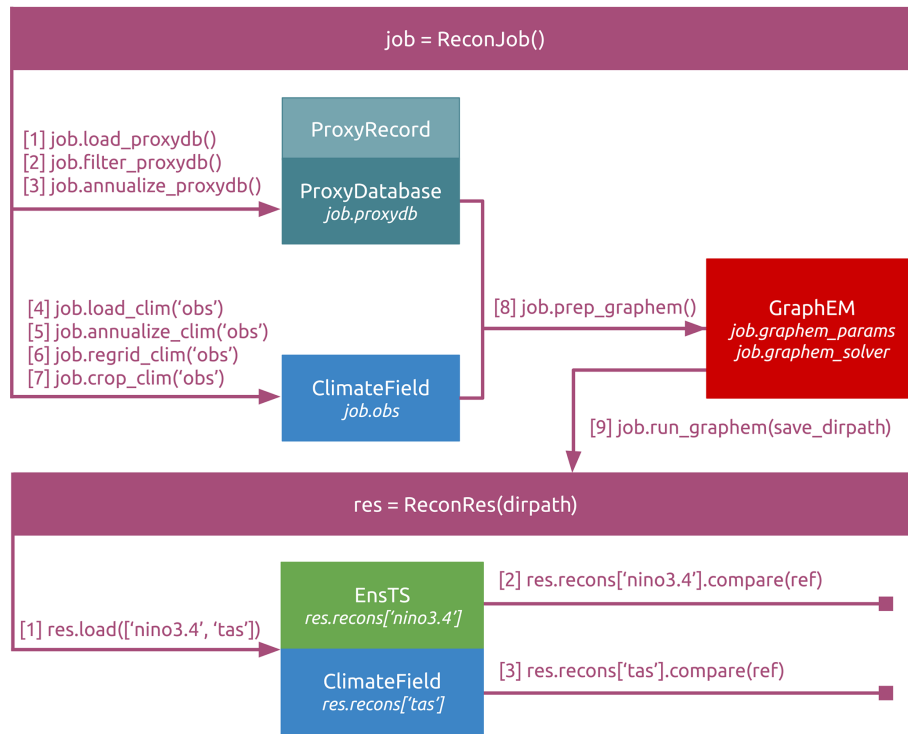 job = ReconJob()
[1] job.load_proxydb()
[2] job.filter_proxydb()
[3] job.annualize_proxydb()
ProxyRecord
ProxyDatabase
job.proxydb
[4] job.load_clim(‘obs’)
[5] job.annualize_clim(‘obs’)
[6] job.regrid_clim(‘obs’)
[7] job.crop_clim(‘obs’)
ClimateField
job.obs
[8] job.prep_graphem()
GraphEM
job.graphem_params
job.graphem_solver
[9] job.run_graphem(save_dirpath)
res = ReconRes(dirpath)
[1] res.load([‘nino3.4’, ‘tas’])
EnsTS
res.recons[‘nino3.4’]
ClimateField
res.recons[‘tas’]
[2] res.recons[‘nino3.4’].compare(ref)
[3] res.recons[‘tas’].compare(ref)